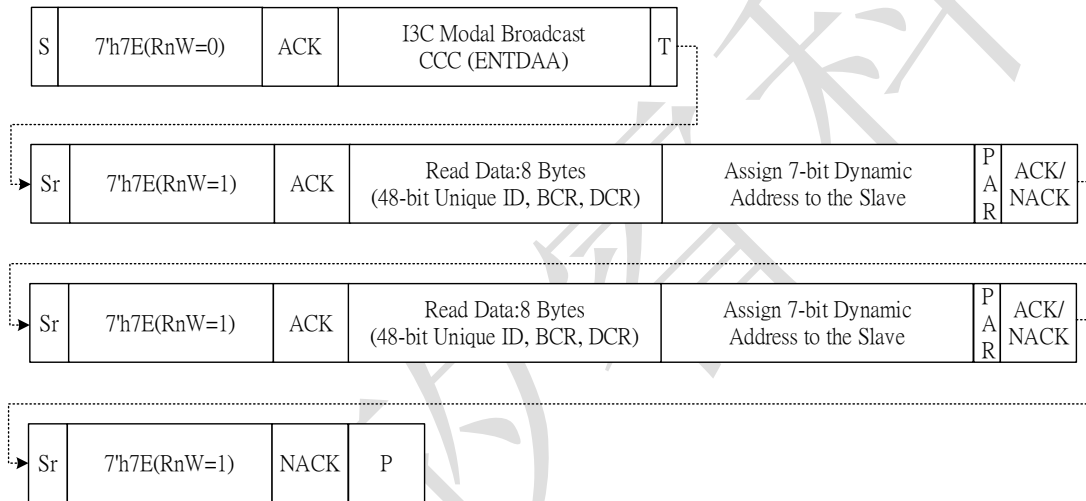 S 7'h7E(RnW=0) ACK I3C Modal Broadcast CCC (ENTDAA) T
Sr 7'h7E(RnW=1) ACK Read Data:8 Bytes (48-bit Unique ID, BCR, DCR) Assign 7-bit Dynamic Address to the Slave PAR ACK/NACK
Sr 7'h7E(RnW=1) ACK Read Data:8 Bytes (48-bit Unique ID, BCR, DCR) Assign 7-bit Dynamic Address to the Slave PAR ACK/NACK
Sr 7'h7E(RnW=1) NACK P